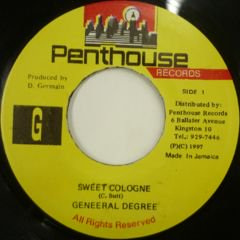 Penthouse
RECORDS
Produced by
D. Germain
SIDE 1
G
Distributed by:
Penthouse Records
6 Ballater Avenue
Kingston 10
Tel: 929-7446
(P)(C) 1997
Made in Jamaica
SWEET COLOGNE
(C. Butt)
GENEERAL DEGREE
All Rights Reserved